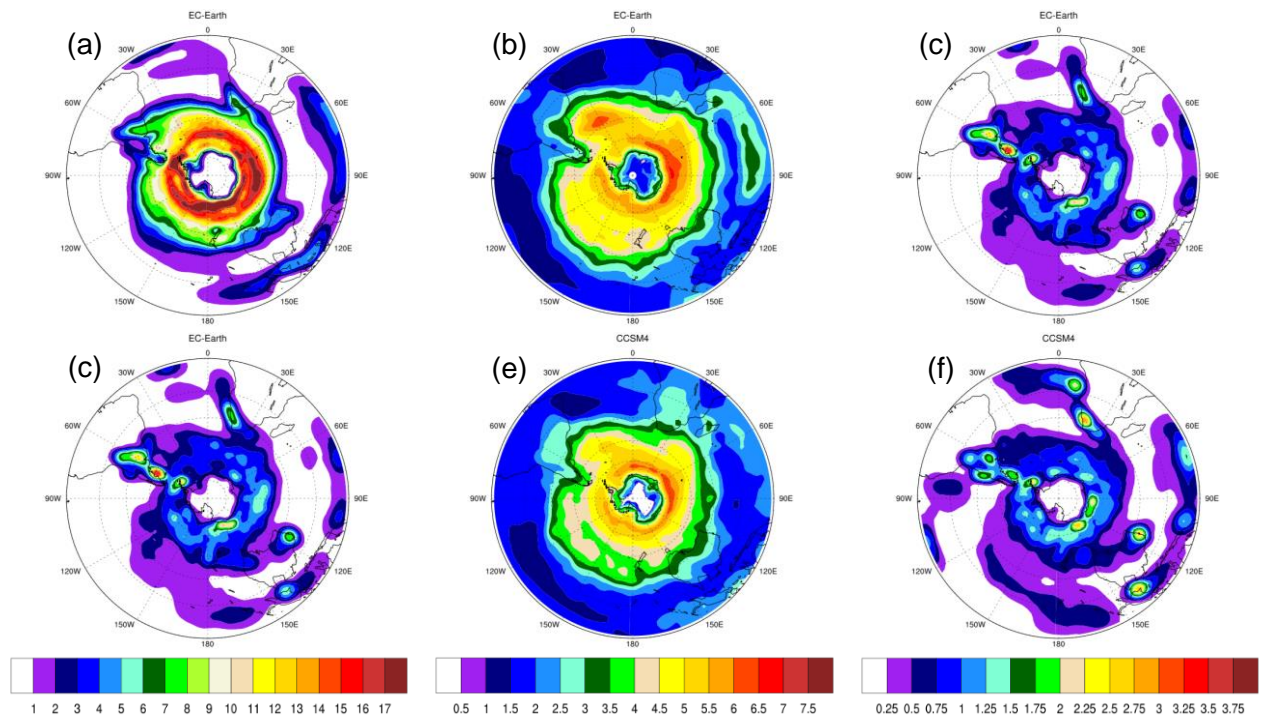 EC-Earth
(a)
0
30E
60E
90E
120E
150E
180
150W
120W
90W
60W
30W
EC-Earth
(b)
0
30E
60E
90E
120E
150E
180
150W
120W
90W
60W
30W
EC-Earth
(c)
0
30E
60E
90E
120E
150E
180
150W
120W
90W
60W
30W
EC-Earth
(c)
0
30E
60E
90E
120E
150E
180
150W
120W
90W
60W
30W
CCSM4
(e)
0
30E
60E
90E
120E
150E
180
150W
120W
90W
60W
30W
CCSM4
(f)
0
30E
60E
90E
120E
150E
180
150W
120W
90W
60W
30W
1 2 3 4 5 6 7 8 9 10 11 12 13 14 15 16 17
0.5 1 1.5 2 2.5 3 3.5 4 4.5 5 5.5 6 6.5 7 7.5
0.25 0.5 0.75 1 1.25 1.5 1.75 2 2.25 2.5 2.75 3 3.25 3.5 3.75